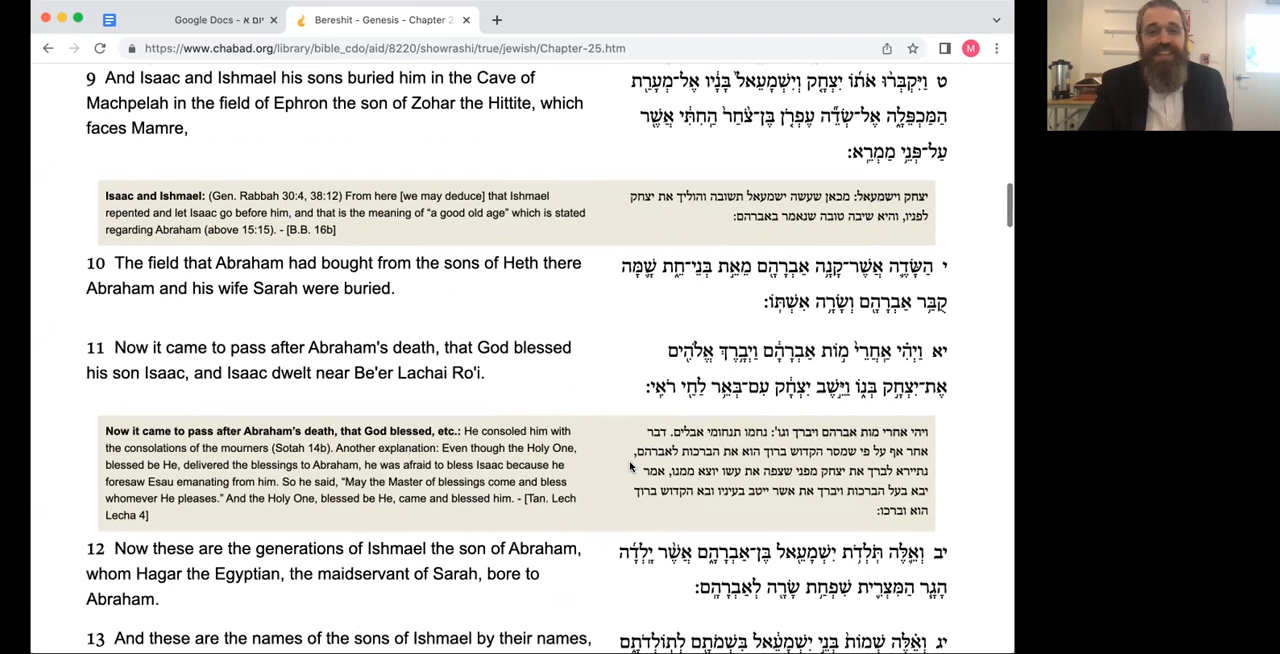 Google Docs - יום א
Bereshit - Genesis - Chapter 2
https://www.chabad.org/library/bible_cdo/aid/8220/showrashi/true/jewish/Chapter-25.htm
M
9 And Isaac and Ishmael his sons buried him in the Cave of
Machpelah in the field of Ephron the son of Zohar the Hittite, which
faces Mamre,
ט וַיִּקְבְּר֨וּ אֹת֜וֹ יִצְחָ֤ק וְיִשְׁמָעֵאל֙ בָּנָ֔יו אֶל־מְעָרַ֖ת
הַמַּכְפֵּלָ֑ה אֶל־שְׂדֵ֞ה עֶפְרֹ֤ן בֶּן־צֹ֨חַר֙ הַֽחִתִּ֔י אֲשֶׁ֖ר
עַל־פְּנֵ֥י מַמְרֵֽא:
Isaac and Ishmael: (Gen. Rabbah 30:4, 38:12) From here [we may deduce] that Ishmael
repented and let Isaac go before him, and that is the meaning of “a good old age” which is stated
regarding Abraham (above 15:15). - [B.B. 16b]
יצחק וישמעאל: מכאן שעשה ישמעאל תשובה והוליך את יצחק
לפניו, והיא שיבה טובה שנאמר באברהם:
10 The field that Abraham had bought from the sons of Heth there
Abraham and his wife Sarah were buried.
י הַשָּׂדֶ֛ה אֲשֶׁר־קָנָ֥ה אַבְרָהָ֖ם מֵאֵ֣ת בְּנֵי־חֵ֑ת שָׁ֛מָּה
קֻבַּ֥ר אַבְרָהָ֖ם וְשָׂרָ֥ה אִשְׁתּֽוֹ:
11 Now it came to pass after Abraham's death, that God blessed
his son Isaac, and Isaac dwelt near Be'er Lachai Ro'i.
יא וַיְהִ֗י אַֽחֲרֵי֙ מ֣וֹת אַבְרָהָ֔ם וַיְבָ֥רֶךְ אֱלֹהִ֖ים
אֶת־יִצְחָ֣ק בְּנ֑וֹ וַיֵּ֣שֶׁב יִצְחָ֔ק עִם־בְּאֵ֥ר לַחַ֖י רֹאִֽי:
Now it came to pass after Abraham’s death, that God blessed, etc.: He consoled him with
the consolations of the mourners (Sotah 14b). Another explanation: Even though the Holy One,
blessed be He, delivered the blessings to Abraham, he was afraid to bless Isaac because he
foresaw Esau emanating from him. So he said, “May the Master of blessings come and bless
whomever He pleases.” And the Holy One, blessed be He, came and blessed him. - [Tan. Lech
Lecha 4]
ויהי אחרי מות אברהם ויברך וגו': נחמו תנחומי אבלים. דבר
אחר אף על פי שמסר הקדוש ברוך הוא את הברכות לאברהם,
נתיירא לברך את יצחק מפני שצפה את עשו יוצא ממנו, אמר
יבא בעל הברכות ויברך את אשר ייטב בעיניו ובא הקדוש ברוך
הוא וברכו:
12 Now these are the generations of Ishmael the son of Abraham,
whom Hagar the Egyptian, the maidservant of Sarah, bore to
Abraham.
יב וְאֵ֛לֶּה תֹּֽלְדֹ֥ת יִשְׁמָעֵ֖אל בֶּן־אַבְרָהָ֑ם אֲשֶׁ֨ר יָֽלְדָ֜ה
הָגָ֧ר הַמִּצְרִ֛ית שִׁפְחַ֥ת שָׂרָ֖ה לְאַבְרָהָֽם:
13 And these are the names of the sons of Ishmael by their names,
יג וְאֵ֗לֶּה שְׁמוֹת֙ בְּנֵ֣י יִשְׁמָעֵ֔אל בִּשְׁמֹתָ֖ם לְתֽוֹלְדֹתָ֑ם